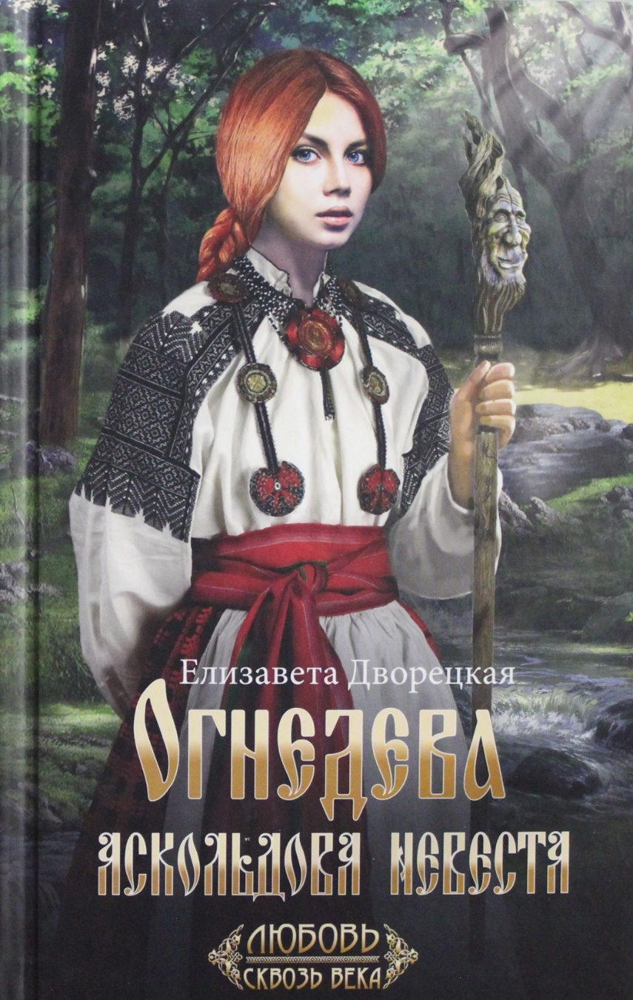 Елизавета Дворецкая
Огнедева
аскольдова невеста
ЛЮБОВЬ
СКВОЗЬ ВЕКА